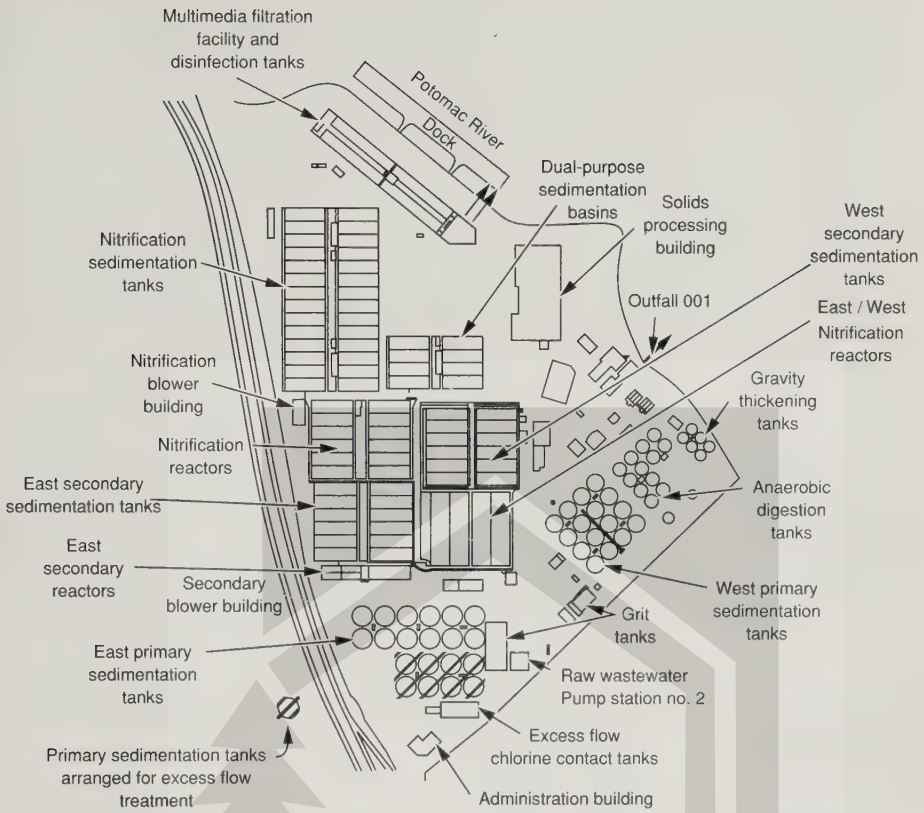 Multimedia filtration
facility and
disinfection tanks
Potomac River
Dock
Dual-purpose
sedimentation
basins
Solids
processing
building
West
secondary
sedimentation
tanks
Outfall 001
East / West
Nitrification
reactors
Nitrification
sedimentation
tanks
Nitrification
blower
building
Gravity
thickening
tanks
Nitrification
reactors
East secondary
sedimentation tanks
Anaerobic
digestion
tanks
East
secondary
reactors
Secondary
blower building
West primary
sedimentation
tanks
Grit
tanks
East primary
sedimentation
tanks
Raw wastewater
Pump station no. 2
Excess flow
chlorine contact tanks
Primary sedimentation tanks
arranged for excess flow
treatment
Administration building